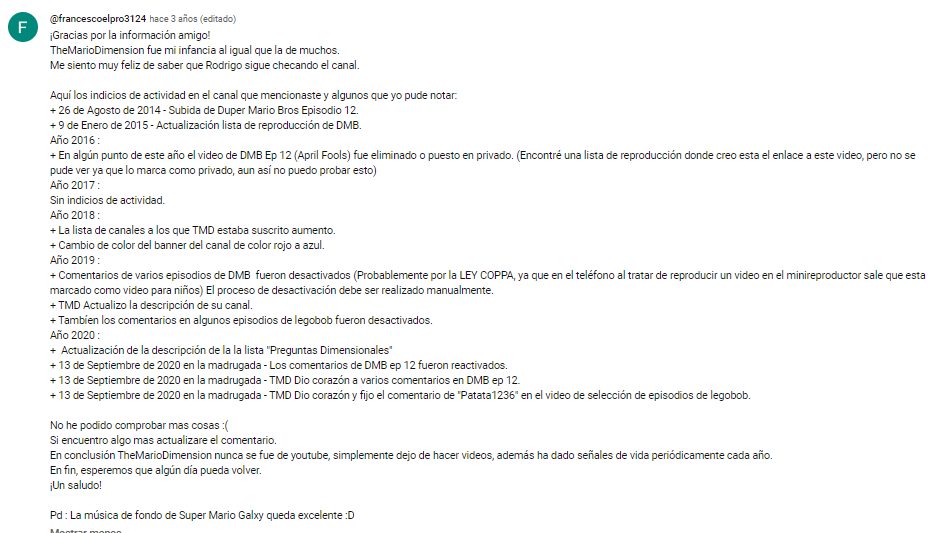 F
@francescoelpro3124 hace 3 años (editado)
¡Gracias por la información amigo!
TheMarioDimension fue mi infancia al igual que la de muchos.
Me siento muy feliz de saber que Rodrigo sigue checando el canal.
Aquí los indicios de actividad en el canal que mencionaste y algunos que yo pude notar:
+ 26 de Agosto de 2014 - Subida de Duper Mario Bros Episodio 12.
+ 9 de Enero de 2015 - Actualización lista de reproducción de DMB.
Año 2016 :
+ En algún punto de este año el video de DMB Ep 12 (April Fools) fue eliminado o puesto en privado. (Encontré una lista de reproducción donde creo esta el enlace a este video, pero no se
pude ver ya que lo marca como privado, aun así no puedo probar esto)
Año 2017 :
Sin indicios de actividad.
Año 2018 :
+ La lista de canales a los que TMD estaba suscrito aumento.
+ Cambio de color del banner del canal de color rojo a azul.
Año 2019 :
+ Comentarios de varios episodios de DMB  fueron desactivados (Probablemente por la LEY COPPA, ya que en el teléfono al tratar de reproducir un video en el minireproductor sale que esta
marcado como video para niños) El proceso de desactivación debe ser realizado manualmente.
+ TMD Actualizo la descripción de su canal.
+ Tambíen los comentarios en algunos episodios de legobob fueron desactivados.
Año 2020 :
+  Actualización de la descripción de la la lista "Preguntas Dimensionales"
+ 13 de Septiembre de 2020 en la madrugada - Los comentarios de DMB ep 12 fueron reactivados.
+ 13 de Septiembre de 2020 en la madrugada - TMD Dio corazón a varios comentarios en DMB ep 12.
+ 13 de Septiembre de 2020 en la madrugada - TMD Dio corazón y fijo el comentario de "Patata1236" en el video de selección de episodios de legobob.
No he podido comprobar mas cosas :(
Si encuentro algo mas actualizare el comentario.
En conclusión TheMarioDimension nunca se fue de youtube, simplemente dejo de hacer videos, además ha dado señales de vida periódicamente cada año.
En fin, esperemos que algún día pueda volver.
¡Un saludo!
Pd : La música de fondo de Super Mario Galxy queda excelente :D
Mostrar menos